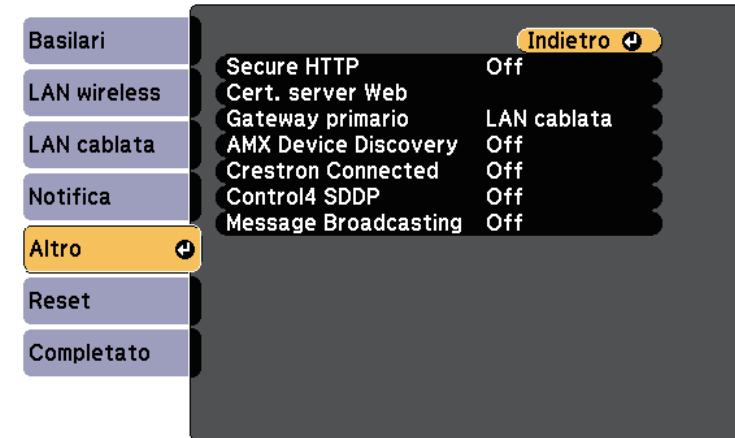 Basilari
LAN wireless
LAN cablata
Notifica
Altro
Reset
Completato
Indietro
Secure HTTP Off
Cert. server Web
Gateway primario LAN cablata
AMX Device Discovery Off
Crestron Connected Off
Control4 SDDP Off
Message Broadcasting Off